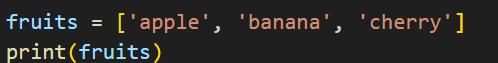 fruits = ['apple', 'banana', 'cherry']
print(fruits)